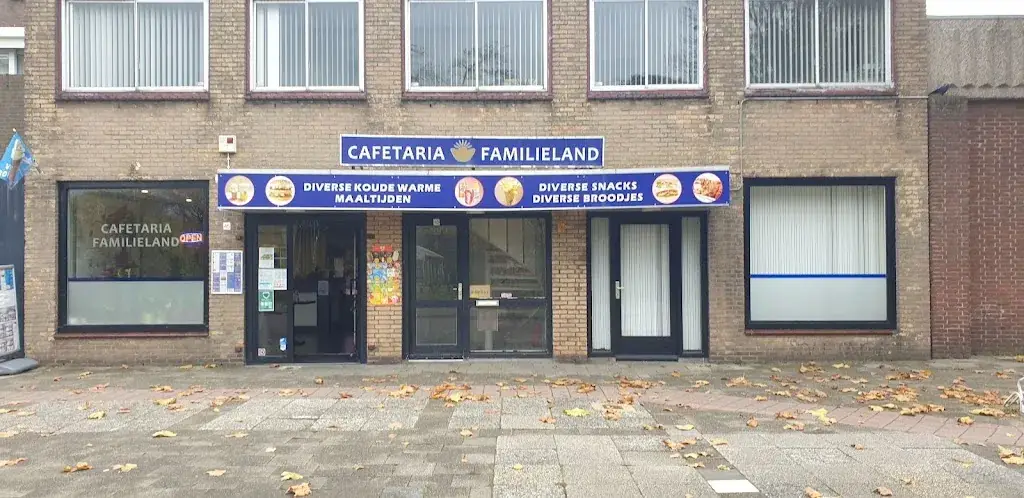 CAFETARIA FAMILIELAND
DIVERSE KOUDE WARME
MAALTIJDEN
DIVERSE SNACKS
DIVERSE BROODJES
CAFETARIA
FAMILIELAND
OPEN